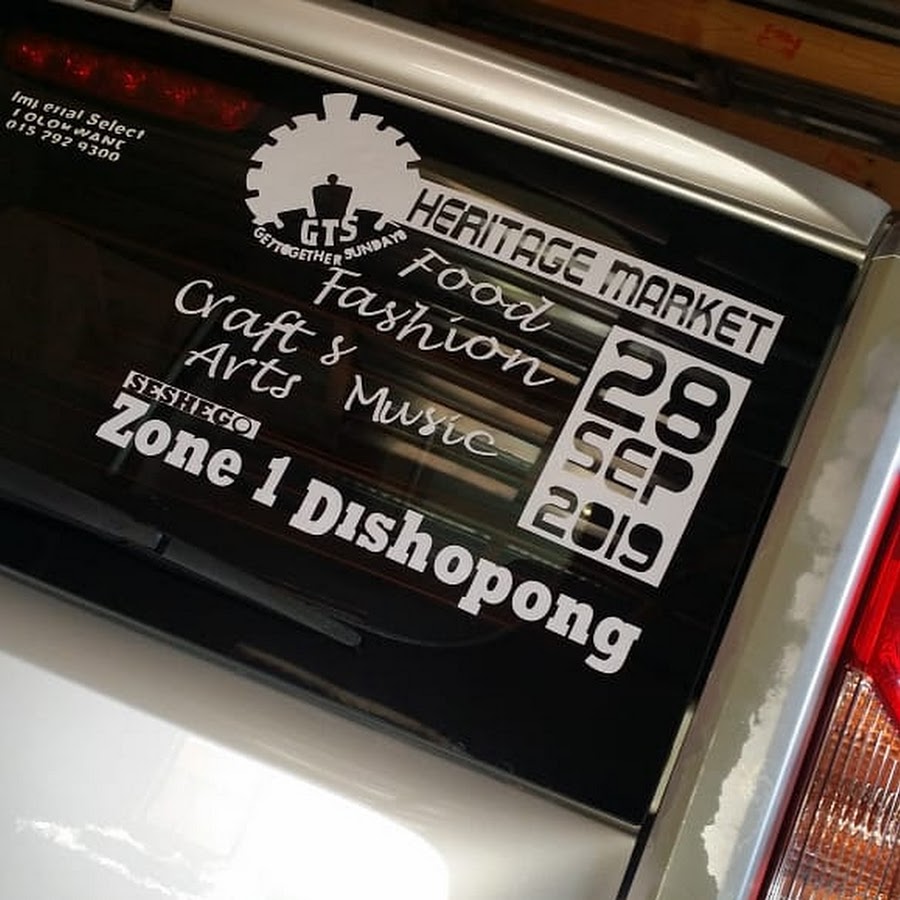 Imperial Select
POLOKWANE
015 292 9300
GTS
GETTOGETHER SUNDAYS
HERITAGE MARKET
Food
Fashion
Crafts
Arts Music
28
SEP
2019
SESHEGO
Zone 1 Dishopong